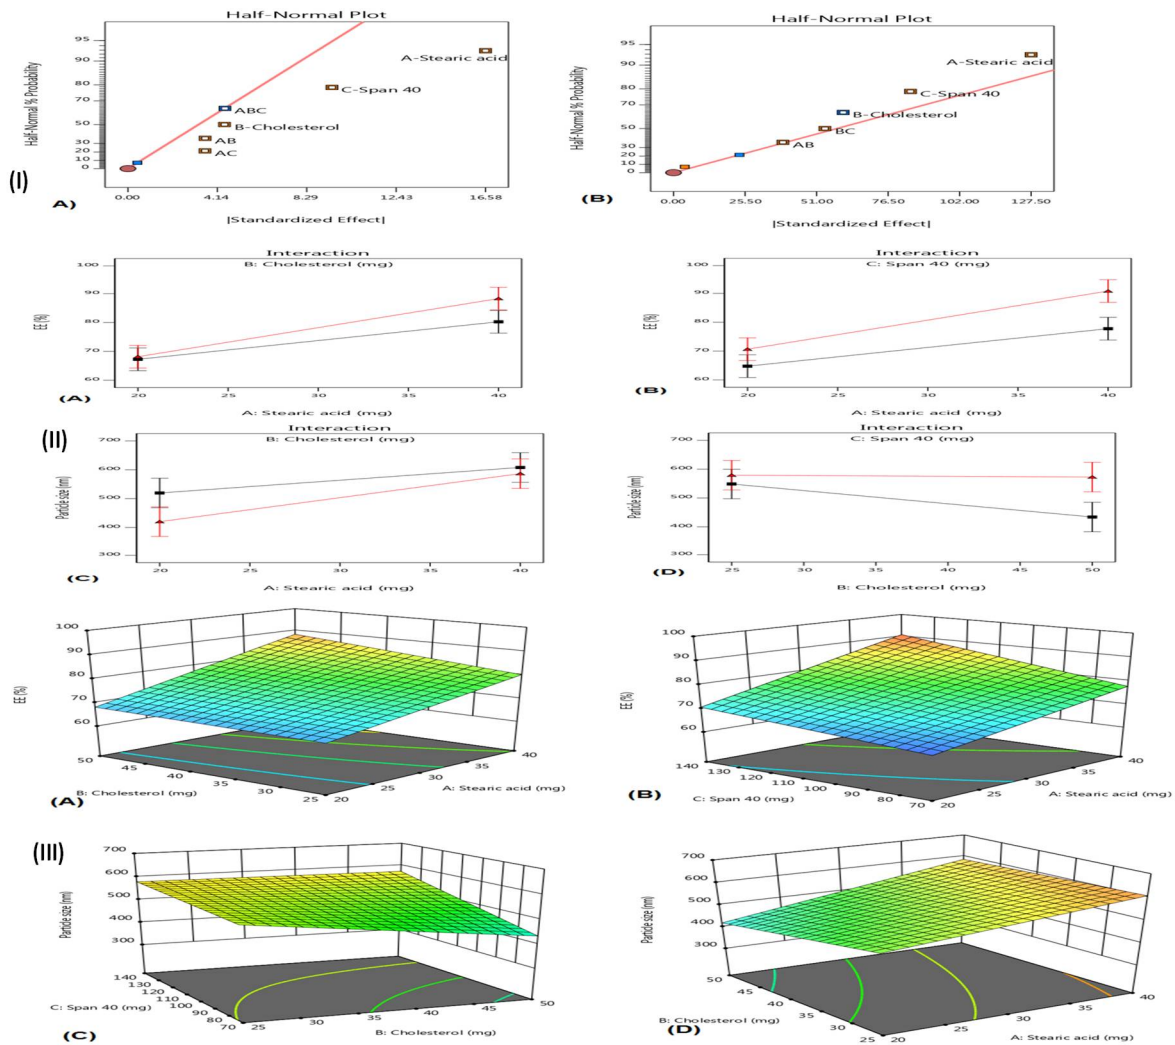 Half-Normal Plot
Half-Normal % Probability
95
90
80
70
50
30
20
10
0
A-Stearic acid
C-Span 40
ABC
B-Cholesterol
AB
AC
0.00 4.14 8.29 12.43 16.58
|Standardized Effect|
A)
(I)
Half-Normal Plot
Half-Normal % Probability
95
90
80
70
50
30
20
10
0
A-Stearic acid
C-Span 40
B-Cholesterol
BC
AB
0.00 25.50 51.00 76.50 102.00 127.50
|Standardized Effect|
(B)
Interaction
B: Cholesterol (mg)
EE (%)
100
90
80
70
60
20 25 30 35 40
A: Stearic acid (mg)
(A)
Interaction
C: Span 40 (mg)
EE (%)
100
90
80
70
60
20 25 30 35 40
A: Stearic acid (mg)
(B)
(II)
Interaction
B: Cholesterol (mg)
Particle size (nm)
700
600
500
400
300
20 25 30 35 40
A: Stearic acid (mg)
(C)
Interaction
C: Span 40 (mg)
Particle size (nm)
700
600
500
400
300
25 30 35 40 45 50
B: Cholesterol (mg)
(D)
EE (%)
100
90
80
70
60
50 45 40 35 30 25
B: Cholesterol (mg)
20 25 30 35 40
A: Stearic acid (mg)
(A)
EE (%)
100
90
80
70
60
140 130 120 110 100 90 80 70
C: Span 40 (mg)
20 25 30 35 40
A: Stearic acid (mg)
(B)
(III)
Particle size (nm)
700
600
500
400
300
140 130 120 110 100 90 80 70
C: Span 40 (mg)
25 30 35 40 45 50
B: Cholesterol (mg)
(C)
Particle size (nm)
700
600
500
400
300
50 45 40 35 30 25
B: Cholesterol (mg)
20 25 30 35 40
A: Stearic acid (mg)
(D)